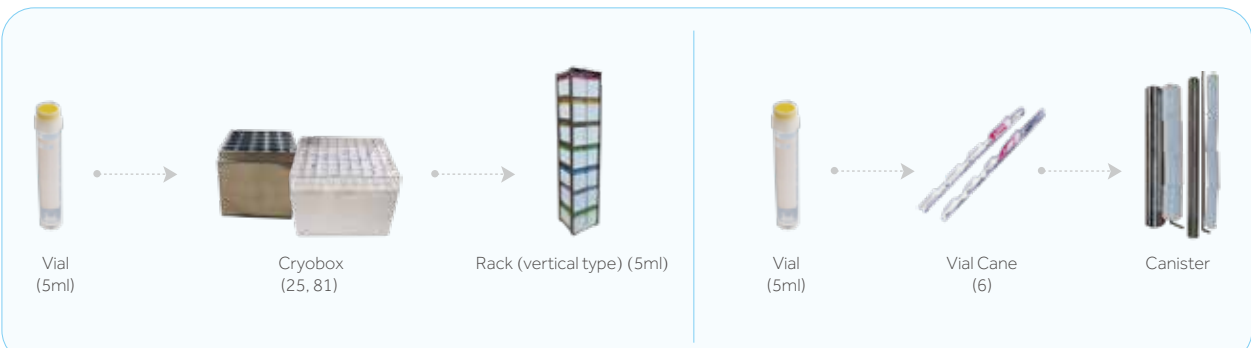 Vial
(5ml)
Cryobox
(25, 81)
Rack (vertical type) (5ml)
Vial
(5ml)
Vial Cane
(6)
Canister